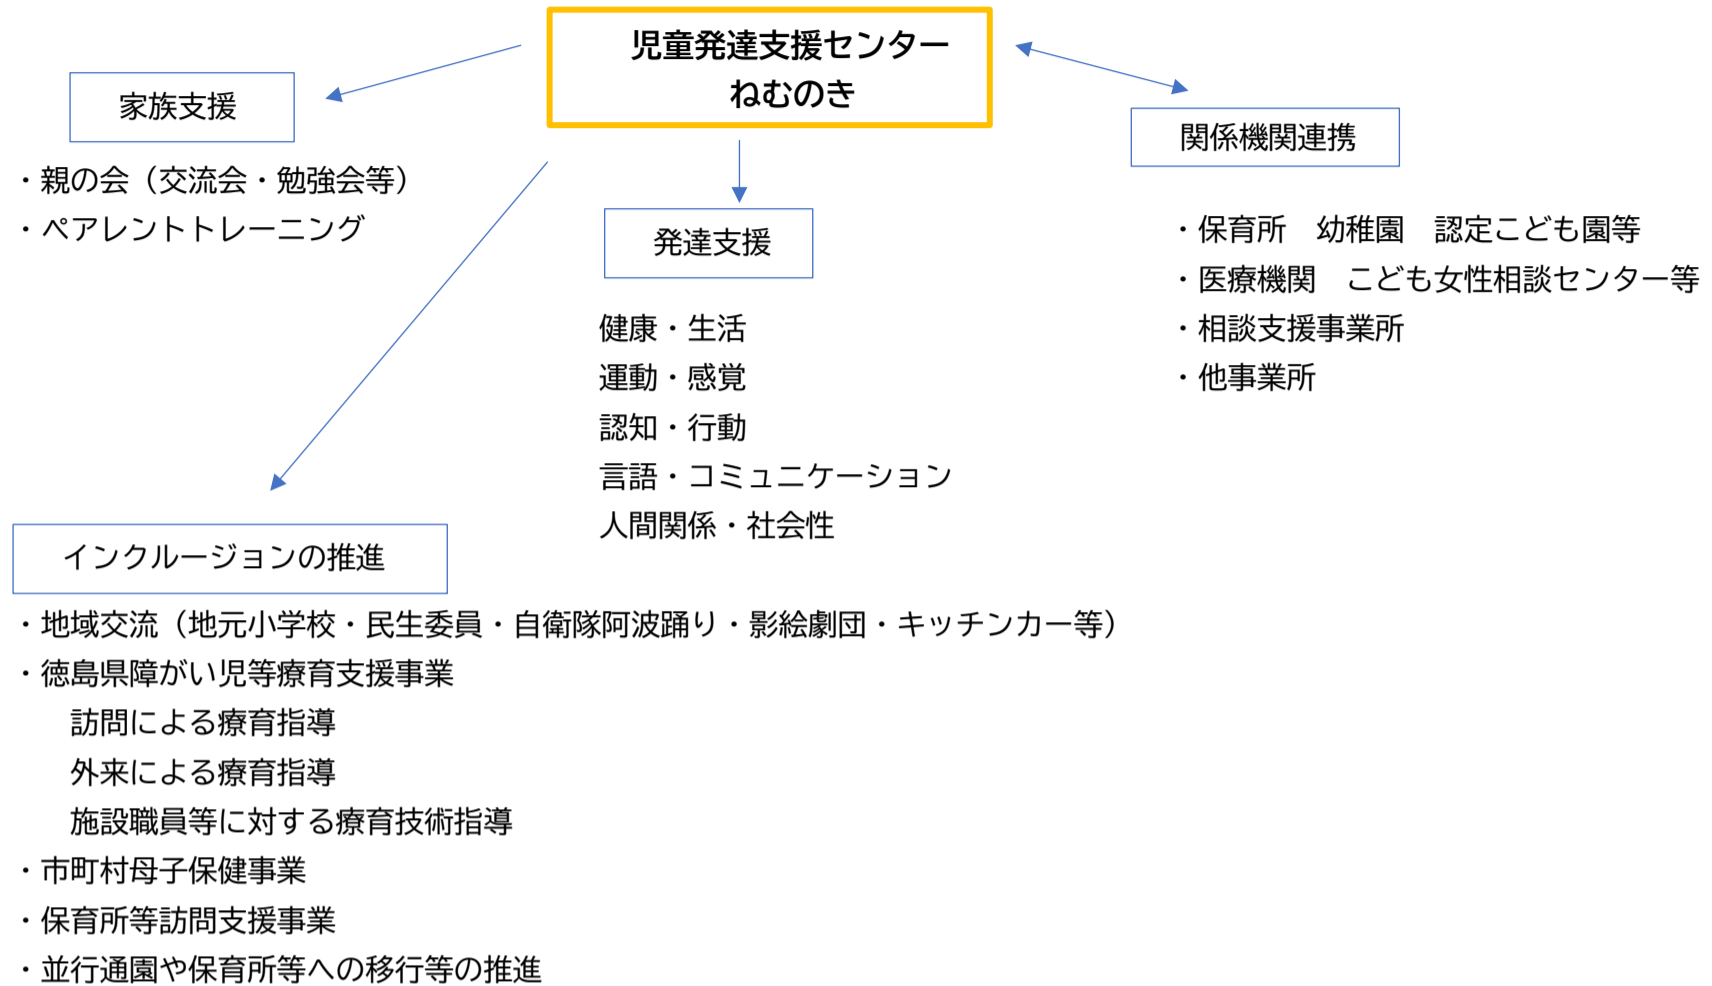 児童発達支援センター
ねむのき
家族支援
・親の会（交流会・勉強会等）
・ペアレントトレーニング
発達支援
健康・生活
運動・感覚
認知・行動
言語・コミュニケーション
人間関係・社会性
関係機関連携
・保育所　幼稚園　認定こども園等
・医療機関　こども女性相談センター等
・相談支援事業所
・他事業所
インクルージョンの推進
・地域交流（地元小学校・民生委員・自衛隊阿波踊り・影絵劇団・キッチンカー等）
・徳島県障がい児等療育支援事業
訪問による療育指導
外来による療育指導
施設職員等に対する療育技術指導
・市町村母子保健事業
・保育所等訪問支援事業
・並行通園や保育所等への移行等の推進